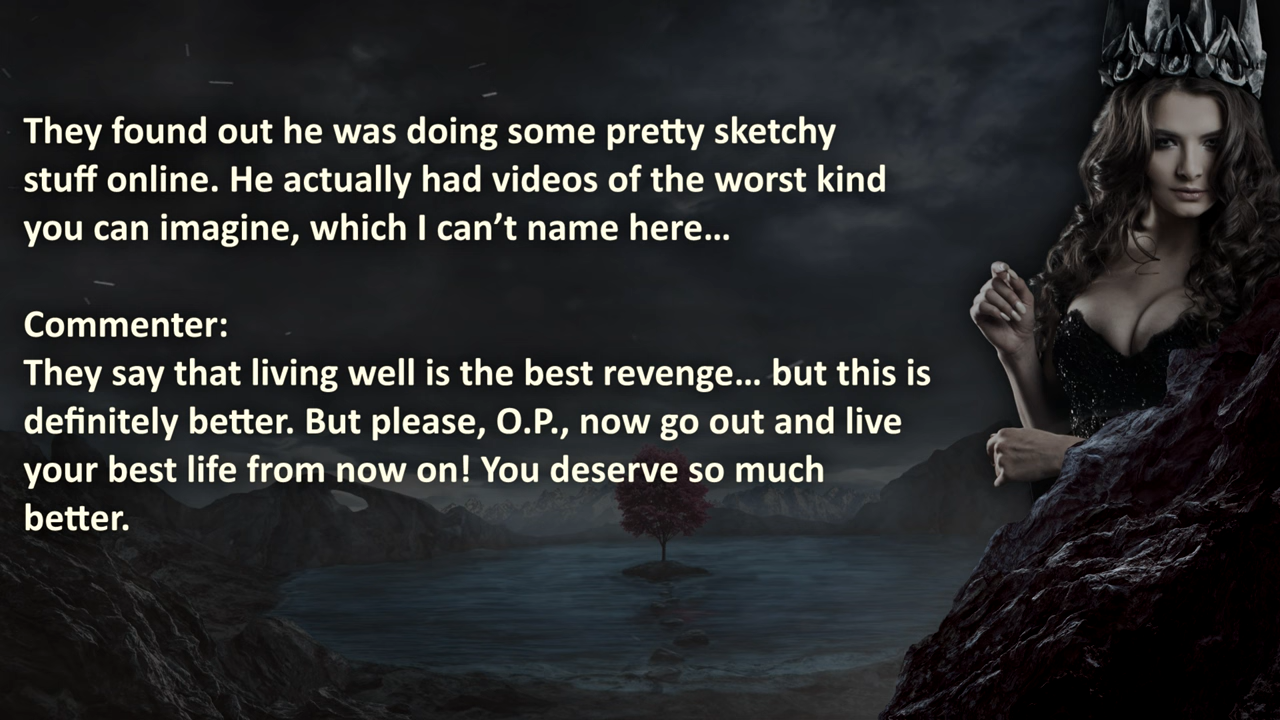 They found out he was doing some pretty sketchy
stuff online. He actually had videos of the worst kind
you can imagine, which I can’t name here…
Commenter:
They say that living well is the best revenge… but this is
definitely better. But please, O.P., now go out and live
your best life from now on! You deserve so much
better.